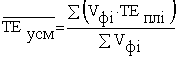 TE усм = ∑(Vфi · TE плi) / ∑ Vфi